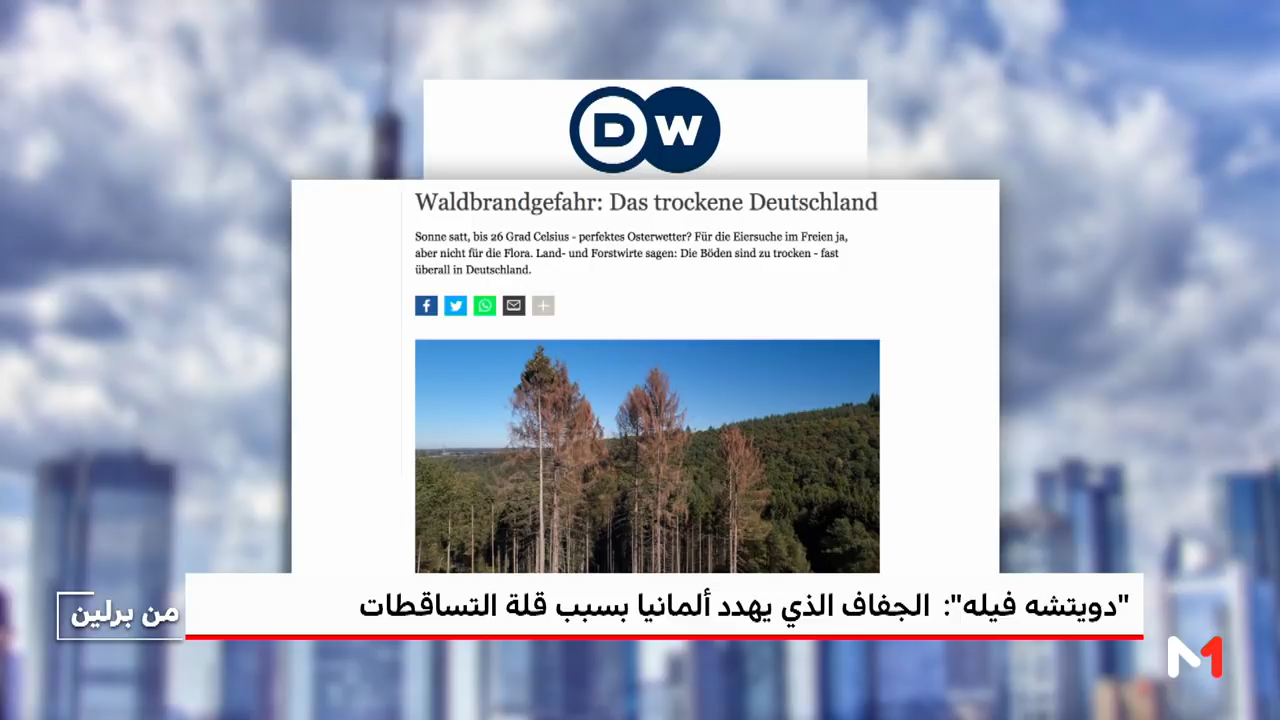 DW
Waldbrandgefahr: Das trockene Deutschland
Sonne satt, bis 26 Grad Celsius - perfektes Osterwetter? Für die Eiersuche im Freien ja,
aber nicht für die Flora. Land- und Forstwirte sagen: Die Böden sind zu trocken - fast
überall in Deutschland.
"دويتشه فيله": الجفاف الذي يهدد ألمانيا بسبب قلة التساقطات
من برلين
M1